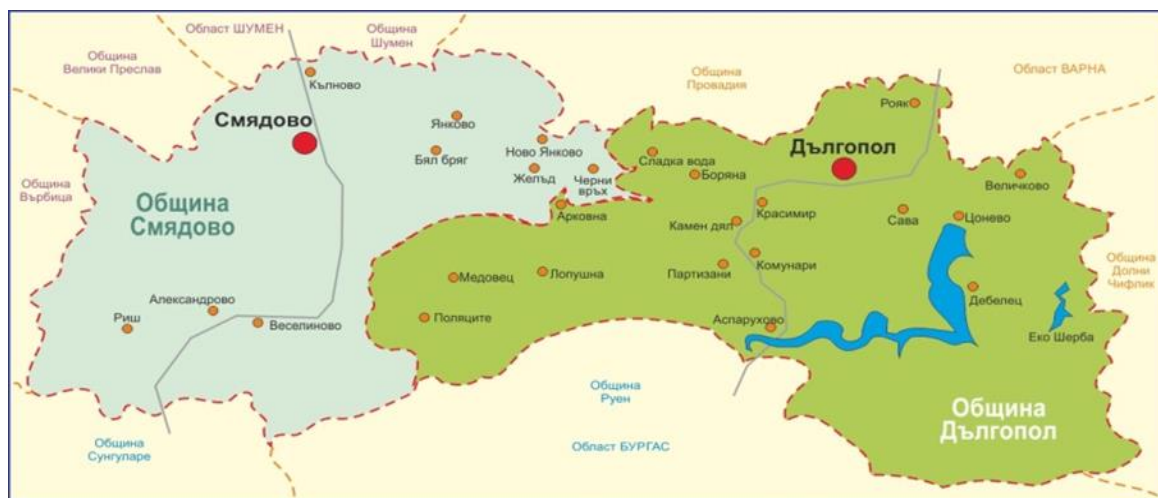 Област ШУМЕН
Община
Шумен
Община
Велики Преслав
Кълново
Община
Провадия
Област ВАРНА
Рояк
Смядово
Янково
Бял бряг
Ново Янково
Желъд
Черни
връх
Сладка вода
Боряна
Дългопол
Величково
Община
Върбица
Община
Смядово
Арковна
Камен дял
Красимир
Сава
Цонево
Медовец
Лопушна
Партизани
Комунари
Община
Долни
Чифлик
Дебелец
Александрово
Риш
Веселиново
Поляците
Аспарухово
Еко Шерба
Община
Руен
Община
Дългопол
Община
Сунгуларе
Област БУРГАС